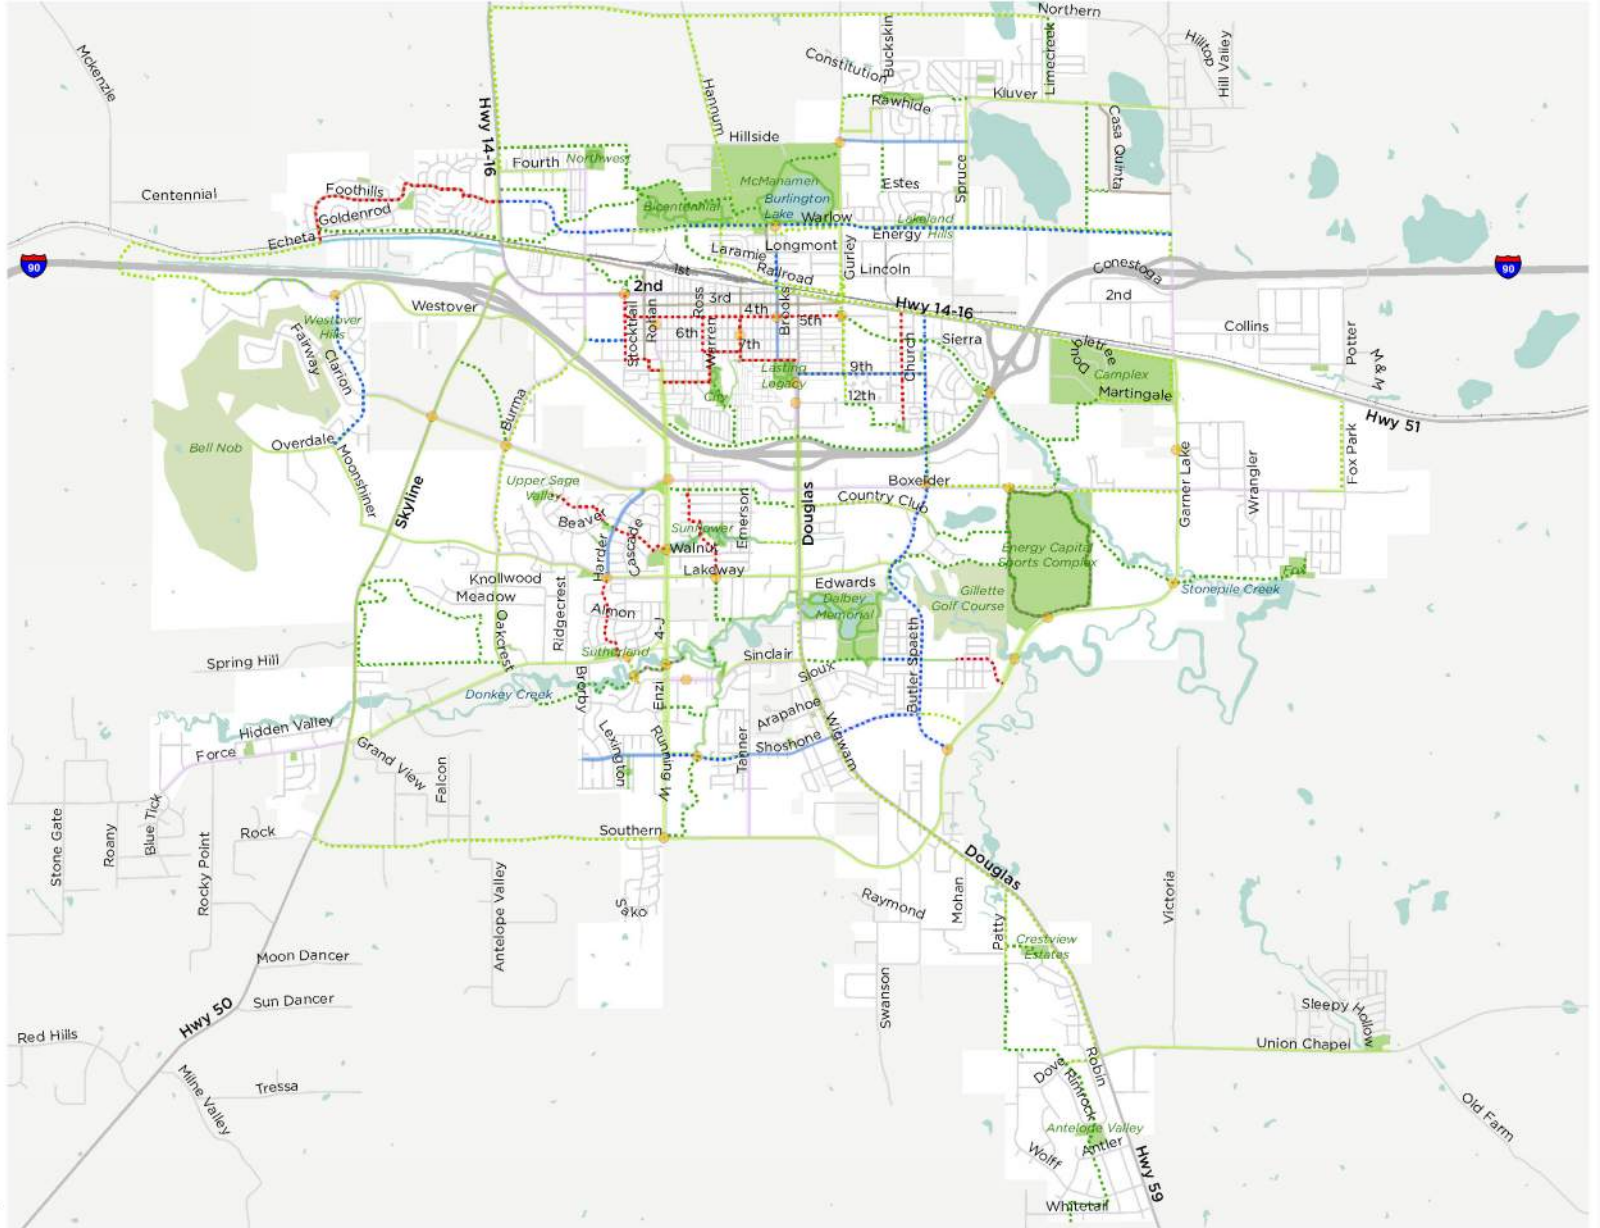 Northern
Mckenzie
Buckskin
Limecreek
Hilltop
Hill Valley
Constitution
Hwy 14-16
Hannum
Rawhide
Kluver
Casa Quinta
Hillside
Fourth
Northwest
Centennial
Foothills
McManamen
Estes
Spruce
Goldenrod
Bicentennial
Burlington
Lake
Warlow
Lakeland
Hills
Echeta
Energy
Laramie
Longmont
Gurley
90
1st
Railroad
Lincoln
Conestoga
90
2nd
2nd
Westover
Ross
3rd
4th
Brooks
Hwy 14-16
Westover
Hills
Stocktrail
Rohan
5th
Collins
Potter
6th
Warren
7th
Church
Sierra
Doubletree
M & M
Fairway
Clarion
Lasting
Legacy
9th
Camplex
City
12th
Martingale
Burma
Hwy 51
Bell Nob
Overdale
Moonshiner
Garner Lake
Fox Park
Wrangler
Skyline
Upper Sage
Valley
Boxelder
Country Club
Douglas
Emerson
Beaver
Sunflower
Harder
Cascade
Walnut
Energy Capital
Sports Complex
Knollwood
Lakeway
Edwards
Fox
Meadow
Ridgecrest
Almon
Dalbey
Memorial
Gillette
Golf Course
Stonepile Creek
Oakcrest
4-J
Butler Spaeth
Spring Hill
Sutherland
Sinclair
Sioux
Donkey Creek
Brorby
Enzi
Arapahoe
Hidden Valley
Lexington
Running W
Tanner
Shoshone
Wigwam
Force
Grand View
Falcon
Stone Gate
Roany
Blue Tick
Rocky Point
Rock
Southern
Douglas
Antelope Valley
Sako
Raymond
Mohan
Victoria
Patty
Crestview
Estates
Moon Dancer
Sun Dancer
Swanson
Sleepy Hollow
Hwy 50
Red Hills
Union Chapel
Milne Valley
Tressa
Dove
Rimrock
Robin
Old Farm
Antelope Valley
Antler
Wolff
Hwy 59
Whitetail